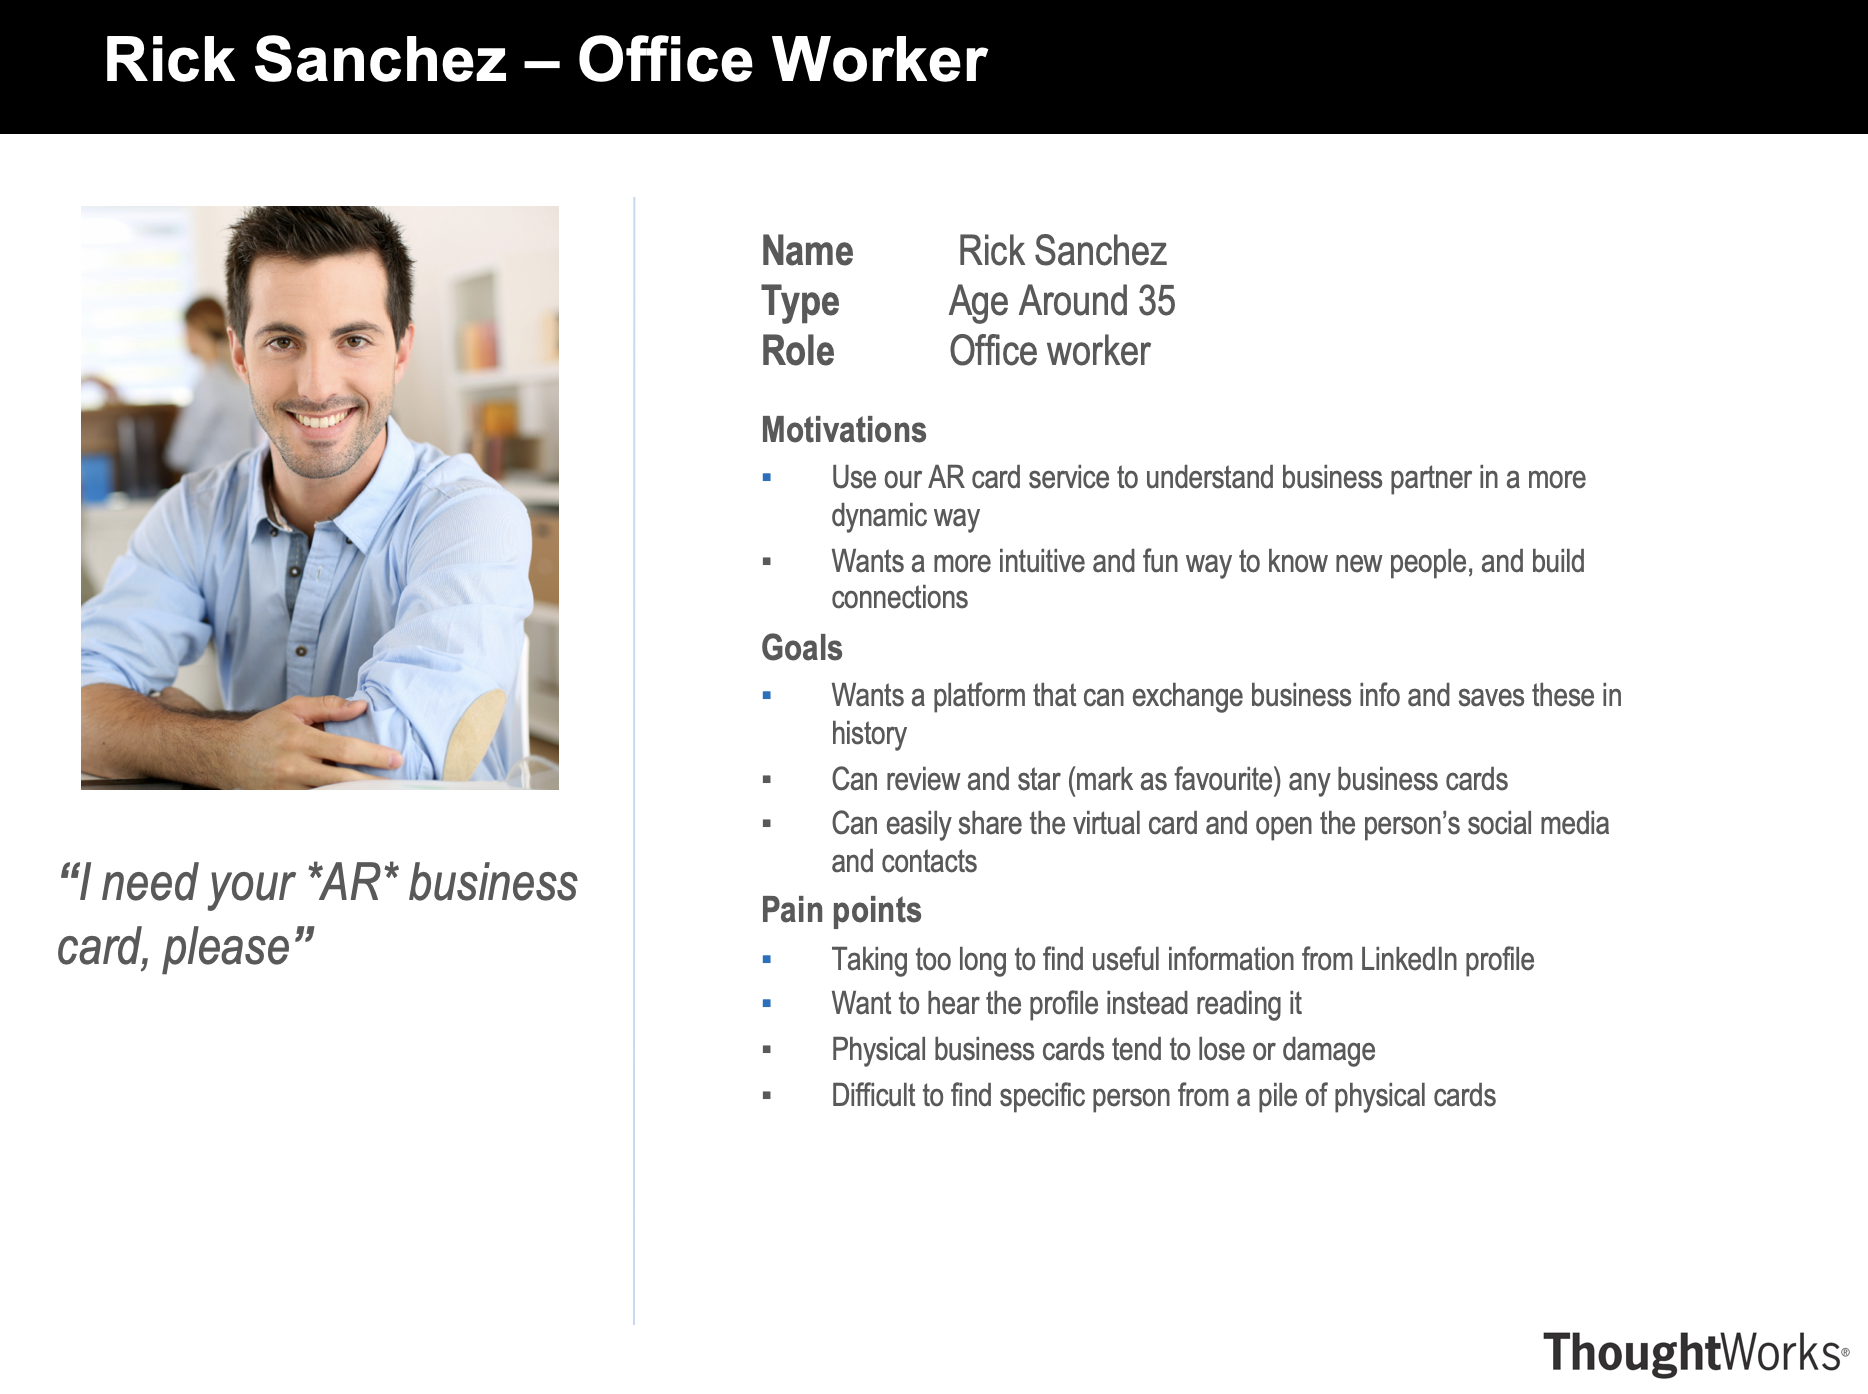 Rick Sanchez – Office Worker
“I need your *AR* business
card, please”
Name Rick Sanchez
Type Age Around 35
Role Office worker
Motivations
▪ Use our AR card service to understand business partner in a more
dynamic way
▪ Wants a more intuitive and fun way to know new people, and build
connections
Goals
▪ Wants a platform that can exchange business info and saves these in
history
▪ Can review and star (mark as favourite) any business cards
▪ Can easily share the virtual card and open the person’s social media
and contacts
Pain points
▪ Taking too long to find useful information from LinkedIn profile
▪ Want to hear the profile instead reading it
▪ Physical business cards tend to lose or damage
▪ Difficult to find specific person from a pile of physical cards
ThoughtWorks®